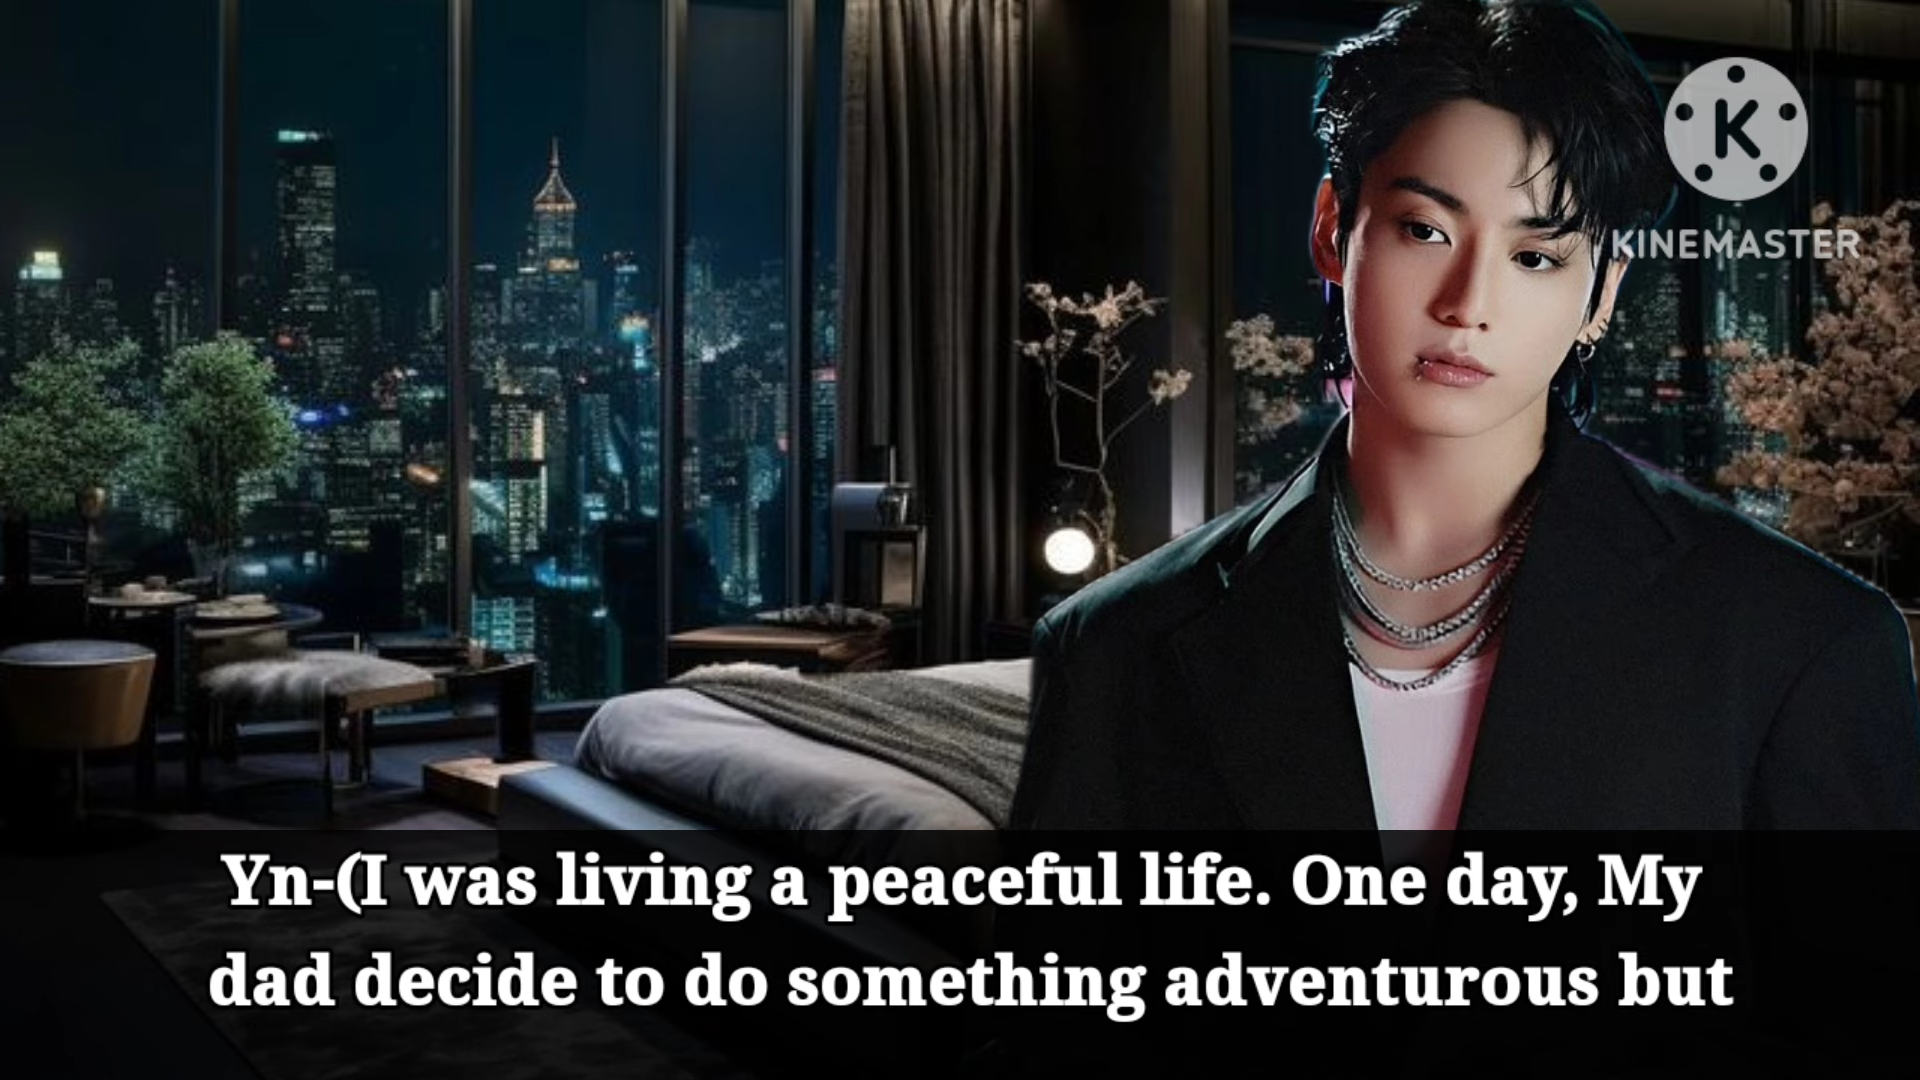 K
KINEMASTER
Yn-(I was living a peaceful life. One day, My
dad decide to do something adventurous but